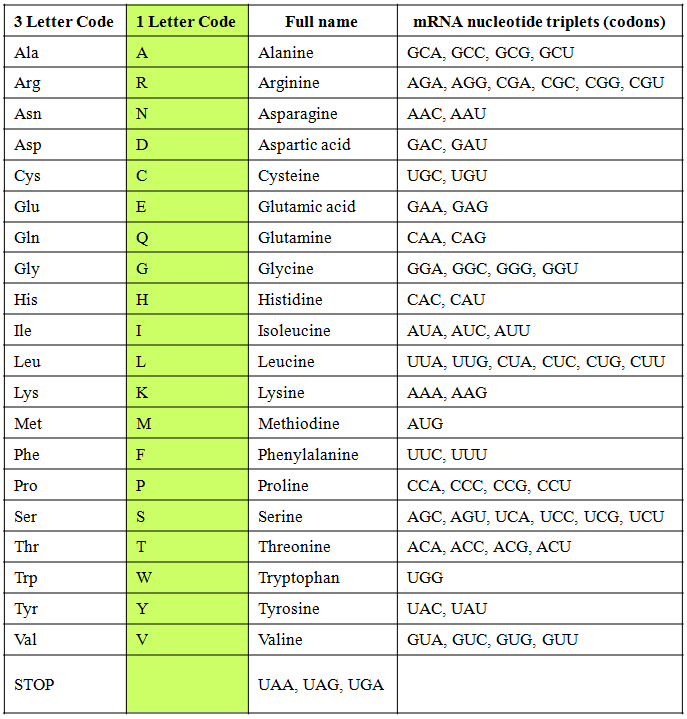 3 Letter Code 1 Letter Code Full name mRNA nucleotide triplets (codons)
Ala A Alanine GCA, GCC, GCG, GCU
Arg R Arginine AGA, AGG, CGA, CGC, CGG, CGU
Asn N Asparagine AAC, AAU
Asp D Aspartic acid GAC, GAU
Cys C Cysteine UGC, UGU
Glu E Glutamic acid GAA, GAG
Gln Q Glutamine CAA, CAG
Gly G Glycine GGA, GGC, GGG, GGU
His H Histidine CAC, CAU
Ile I Isoleucine AUA, AUC, AUU
Leu L Leucine UUA, UUG, CUA, CUC, CUG, CUU
Lys K Lysine AAA, AAG
Met M Methiodine AUG
Phe F Phenylalanine UUC, UUU
Pro P Proline CCA, CCC, CCG, CCU
Ser S Serine AGC, AGU, UCA, UCC, UCG, UCU
Thr T Threonine ACA, ACC, ACG, ACU
Trp W Tryptophan UGG
Tyr Y Tyrosine UAC, UAU
Val V Valine GUA, GUC, GUG, GUU
STOP UAA, UAG, UGA